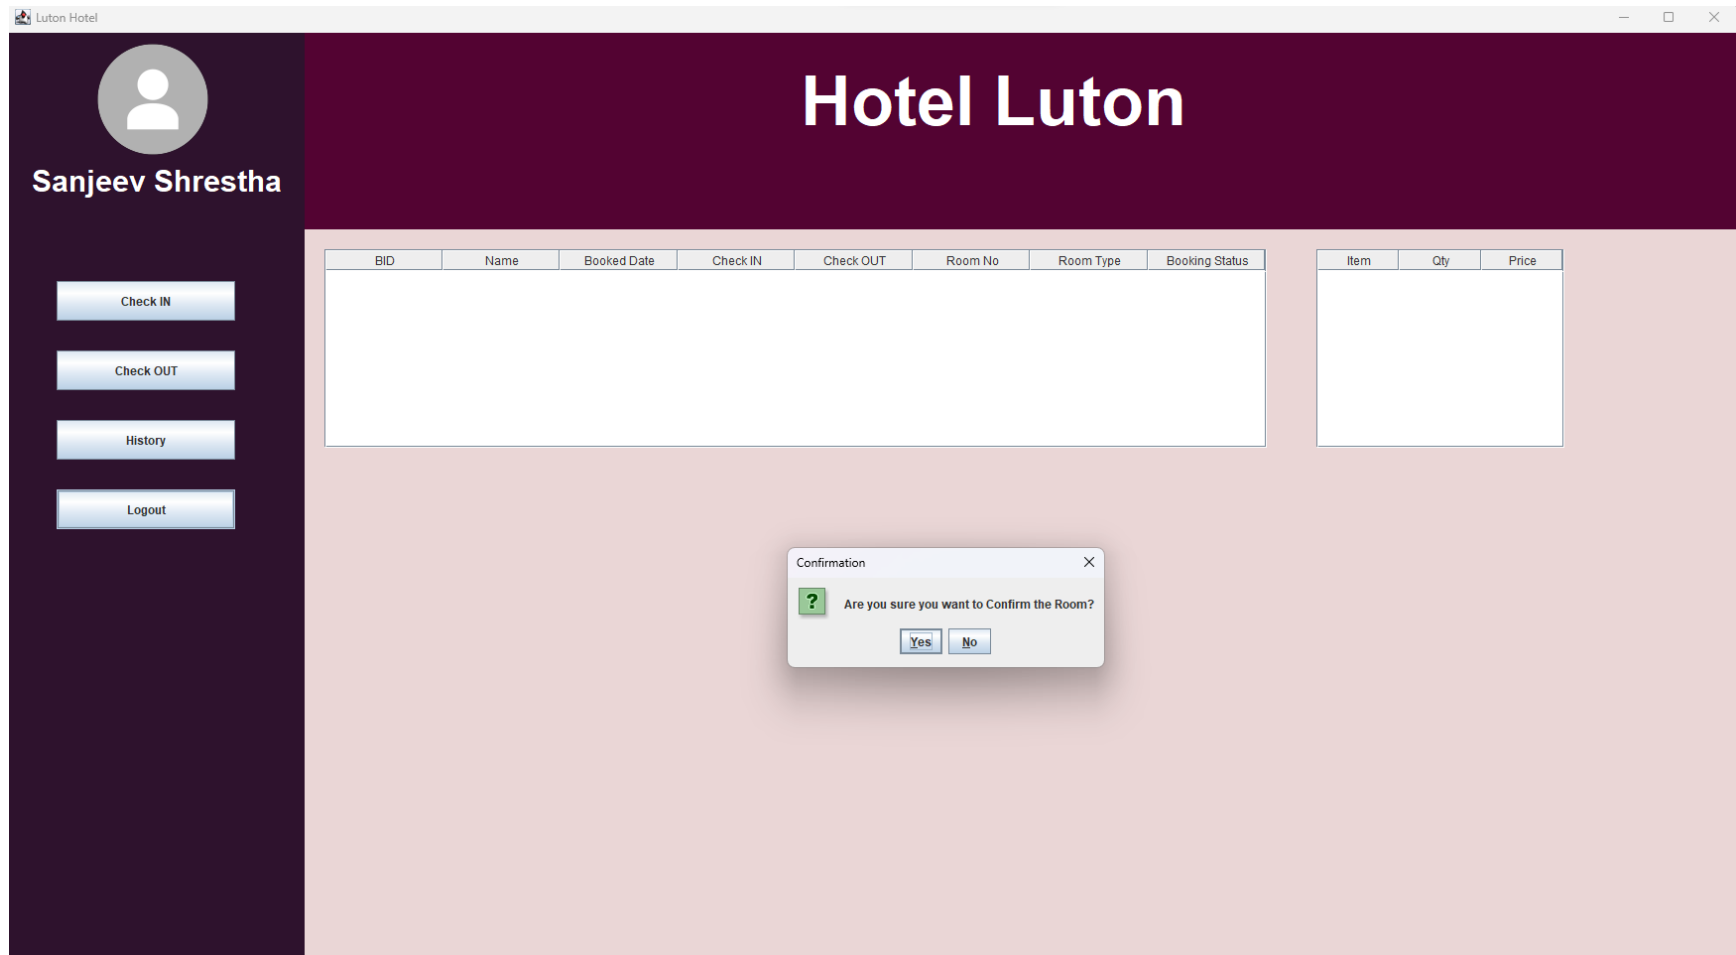 Luton Hotel
Hotel Luton
Sanjeev Shrestha
Check IN
Check OUT
History
Logout
BID Name Booked Date Check IN Check OUT Room No Room Type Booking Status
Item Qty Price
Confirmation
? Are you sure you want to Confirm the Room?
Yes No